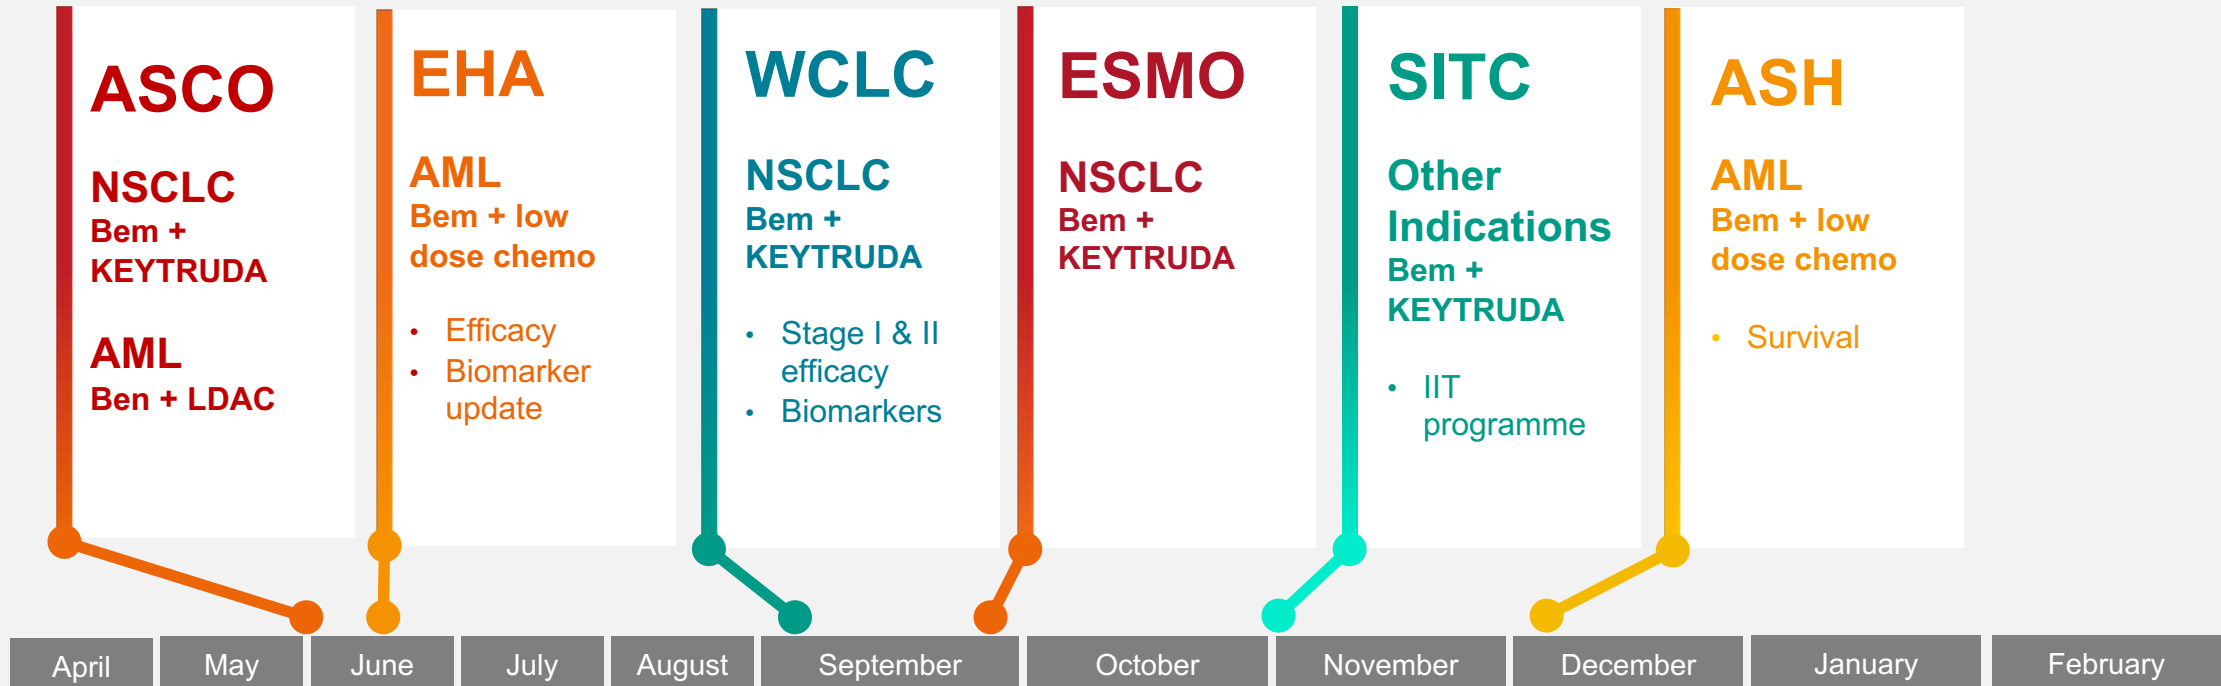 ASCO
NSCLC
Bem +
KEYTRUDA
AML
Ben + LDAC
EHA
AML
Bem + low
dose chemo
• Efficacy
• Biomarker
update
WCLC
NSCLC
Bem +
KEYTRUDA
• Stage I & II
efficacy
• Biomarkers
ESMO
NSCLC
Bem +
KEYTRUDA
SITC
Other
Indications
Bem +
KEYTRUDA
• IIT
programme
ASH
AML
Bem + low
dose chemo
• Survival
April
May
June
July
August
September
October
November
December
January
February